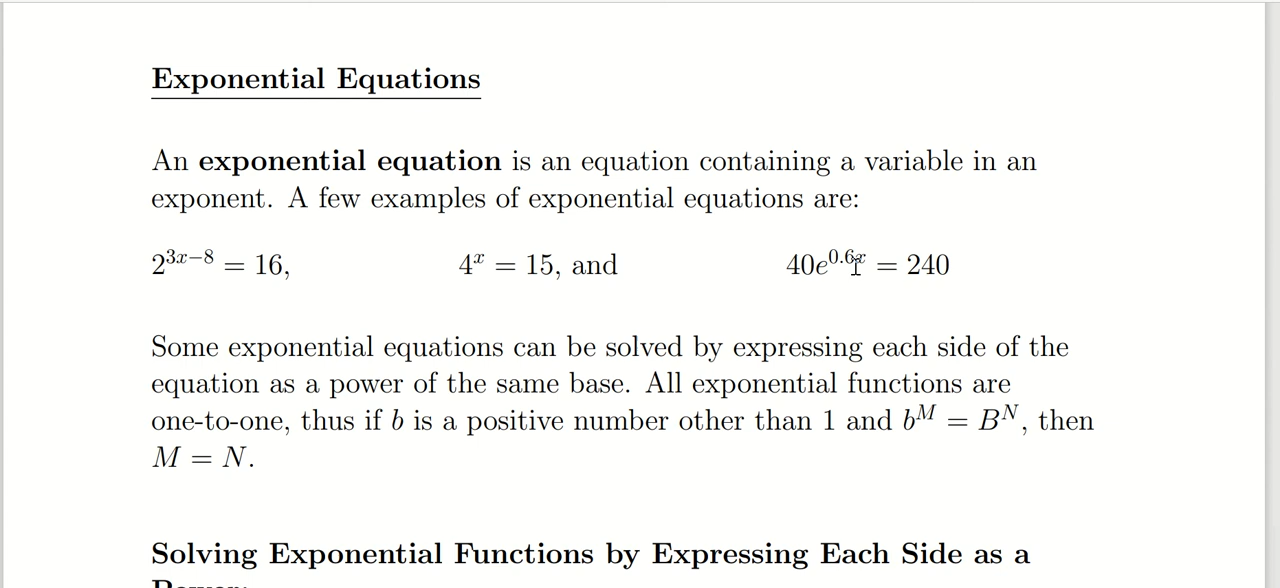 Exponential Equations
An exponential equation is an equation containing a variable in an
exponent. A few examples of exponential equations are:
2^{3x−8} = 16, 4^x = 15, and 40e^{0.6x} = 240
Some exponential equations can be solved by expressing each side of the
equation as a power of the same base. All exponential functions are
one-to-one, thus if b is a positive number other than 1 and b^M = B^N, then
M = N.
Solving Exponential Functions by Expressing Each Side as a